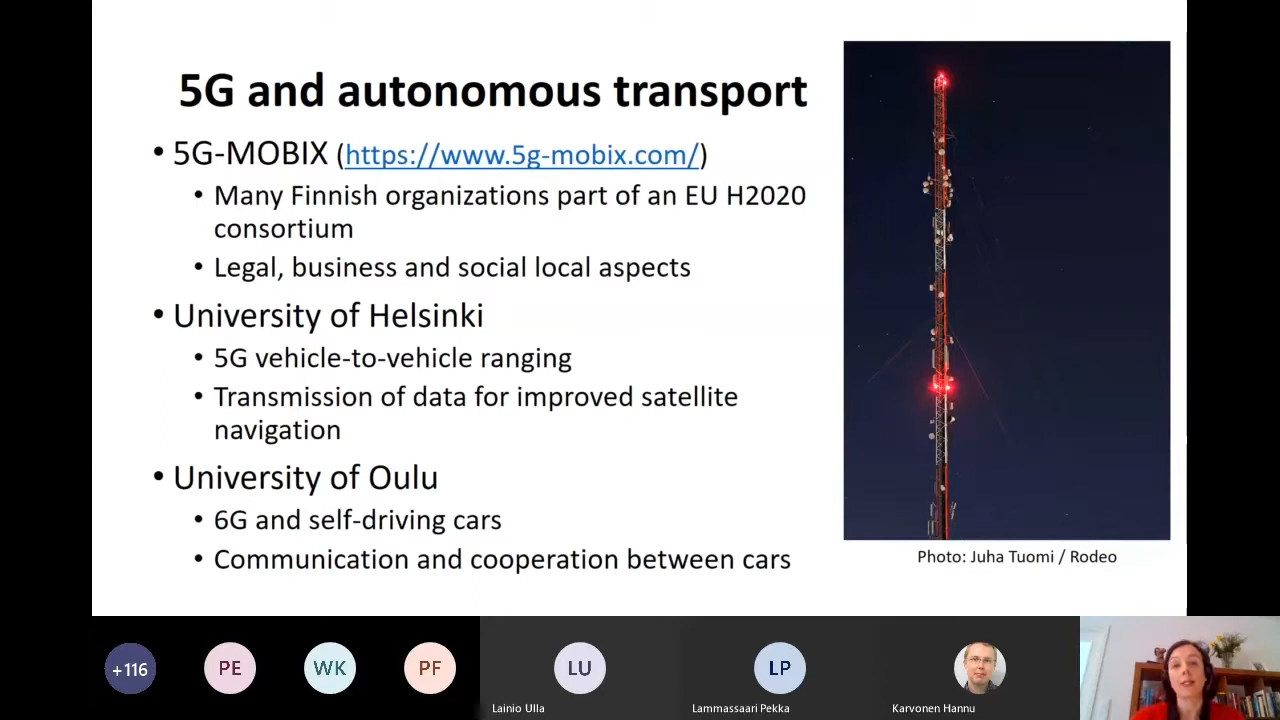 5G and autonomous transport
• 5G-MOBIX (https://www.5g-mobix.com/)
• Many Finnish organizations part of an EU H2020
consortium
• Legal, business and social local aspects
• University of Helsinki
• 5G vehicle-to-vehicle ranging
• Transmission of data for improved satellite
navigation
• University of Oulu
• 6G and self-driving cars
• Communication and cooperation between cars
Photo: Juha Tuomi / Rodeo
+116
PE
WK
PF
LU
LP
Lainio Ulla
Lammassaari Pekka
Karvonen Hannu